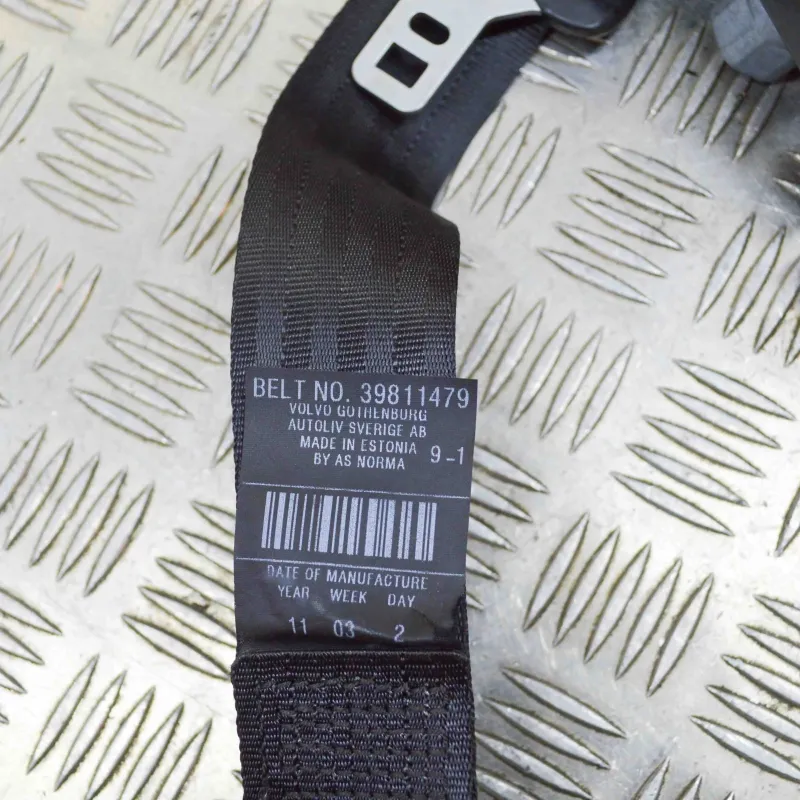 BELT NO. 39811479
VOLVO GOTHENBURG
AUTOLIV SVERIGE AB
MADE IN ESTONIA 9-1
BY AS NORMA
DATE OF MANUFACTURE
YEAR WEEK DAY
11 03 2